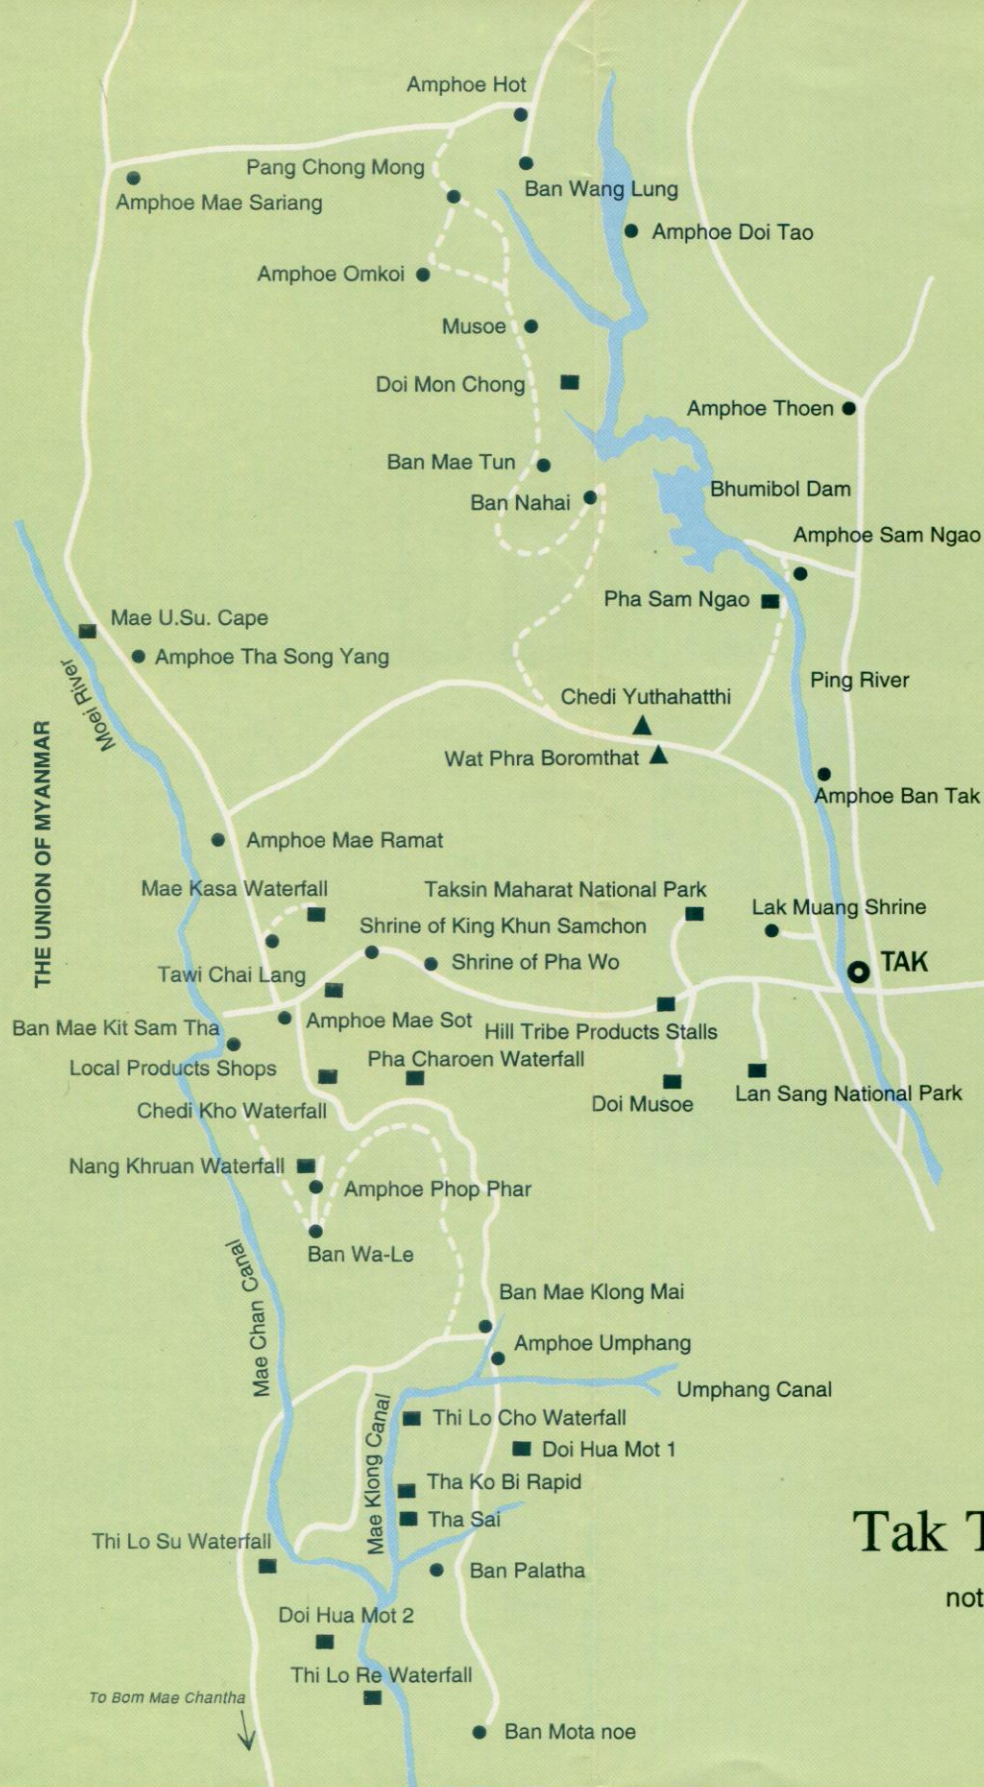 Amphoe Hot
Pang Chong Mong
Ban Wang Lung
Amphoe Mae Sariang
Amphoe Doi Tao
Amphoe Omkoi
Musoe
Doi Mon Chong
Amphoe Thoen
Ban Mae Tun
Bhumibol Dam
Ban Nahai
Amphoe Sam Ngao
Pha Sam Ngao
Mae U.Su. Cape
Amphoe Tha Song Yang
Moei River
Ping River
Chedi Yuthahatthi
Wat Phra Boromthat
THE UNION OF MYANMAR
Amphoe Ban Tak
Amphoe Mae Ramat
Mae Kasa Waterfall
Taksin Maharat National Park
Lak Muang Shrine
Shrine of King Khun Samchon
Shrine of Pha Wo
TAK
Tawi Chai Lang
Amphoe Mae Sot
Ban Mae Kit Sam Tha
Hill Tribe Products Stalls
Pha Charoen Waterfall
Local Products Shops
Lan Sang National Park
Doi Musoe
Chedi Kho Waterfall
Nang Khruan Waterfall
Amphoe Phop Phar
Ban Wa-Le
Mae Chan Canal
Ban Mae Klong Mai
Amphoe Umphang
Umphang Canal
Mae Klong Canal
Thi Lo Cho Waterfall
Doi Hua Mot 1
Tha Ko Bi Rapid
Tha Sai
Tak T
Thi Lo Su Waterfall
Ban Palatha
not
Doi Hua Mot 2
Thi Lo Re Waterfall
To Bom Mae Chantha
Ban Mota noe